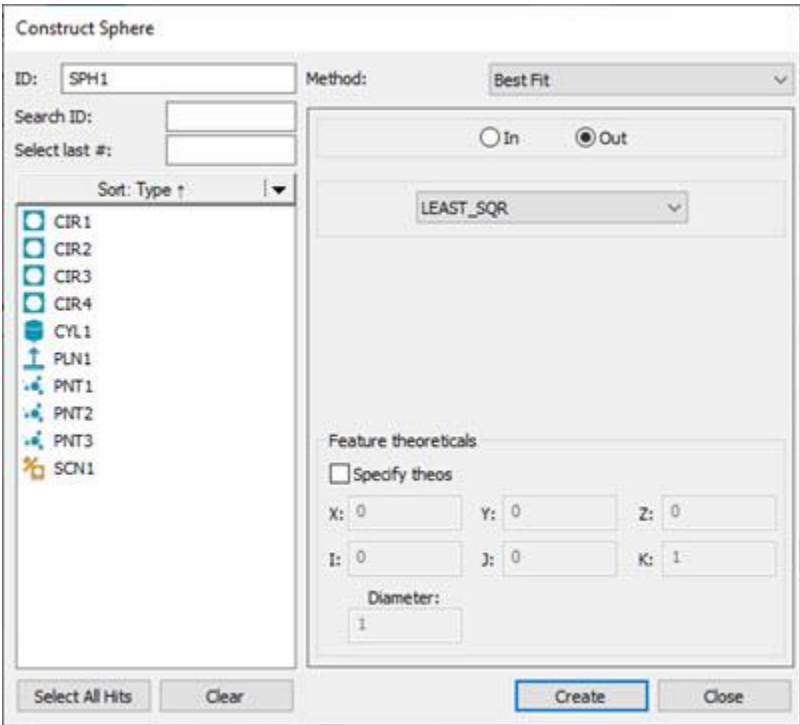 Construct Sphere
ID: SPH1
Method: Best Fit
Search ID:
Select last #:
In Out
Sort: Type ↑
LEAST_SQR
CIR1
CIR2
CIR3
CIR4
CYL1
PLN1
PNT1
PNT2
PNT3
SCN1
Feature theoreticals
Specify theos
X: 0 Y: 0 Z: 0
I: 0 J: 0 K: 1
Diameter:
1
Select All Hits Clear Create Close